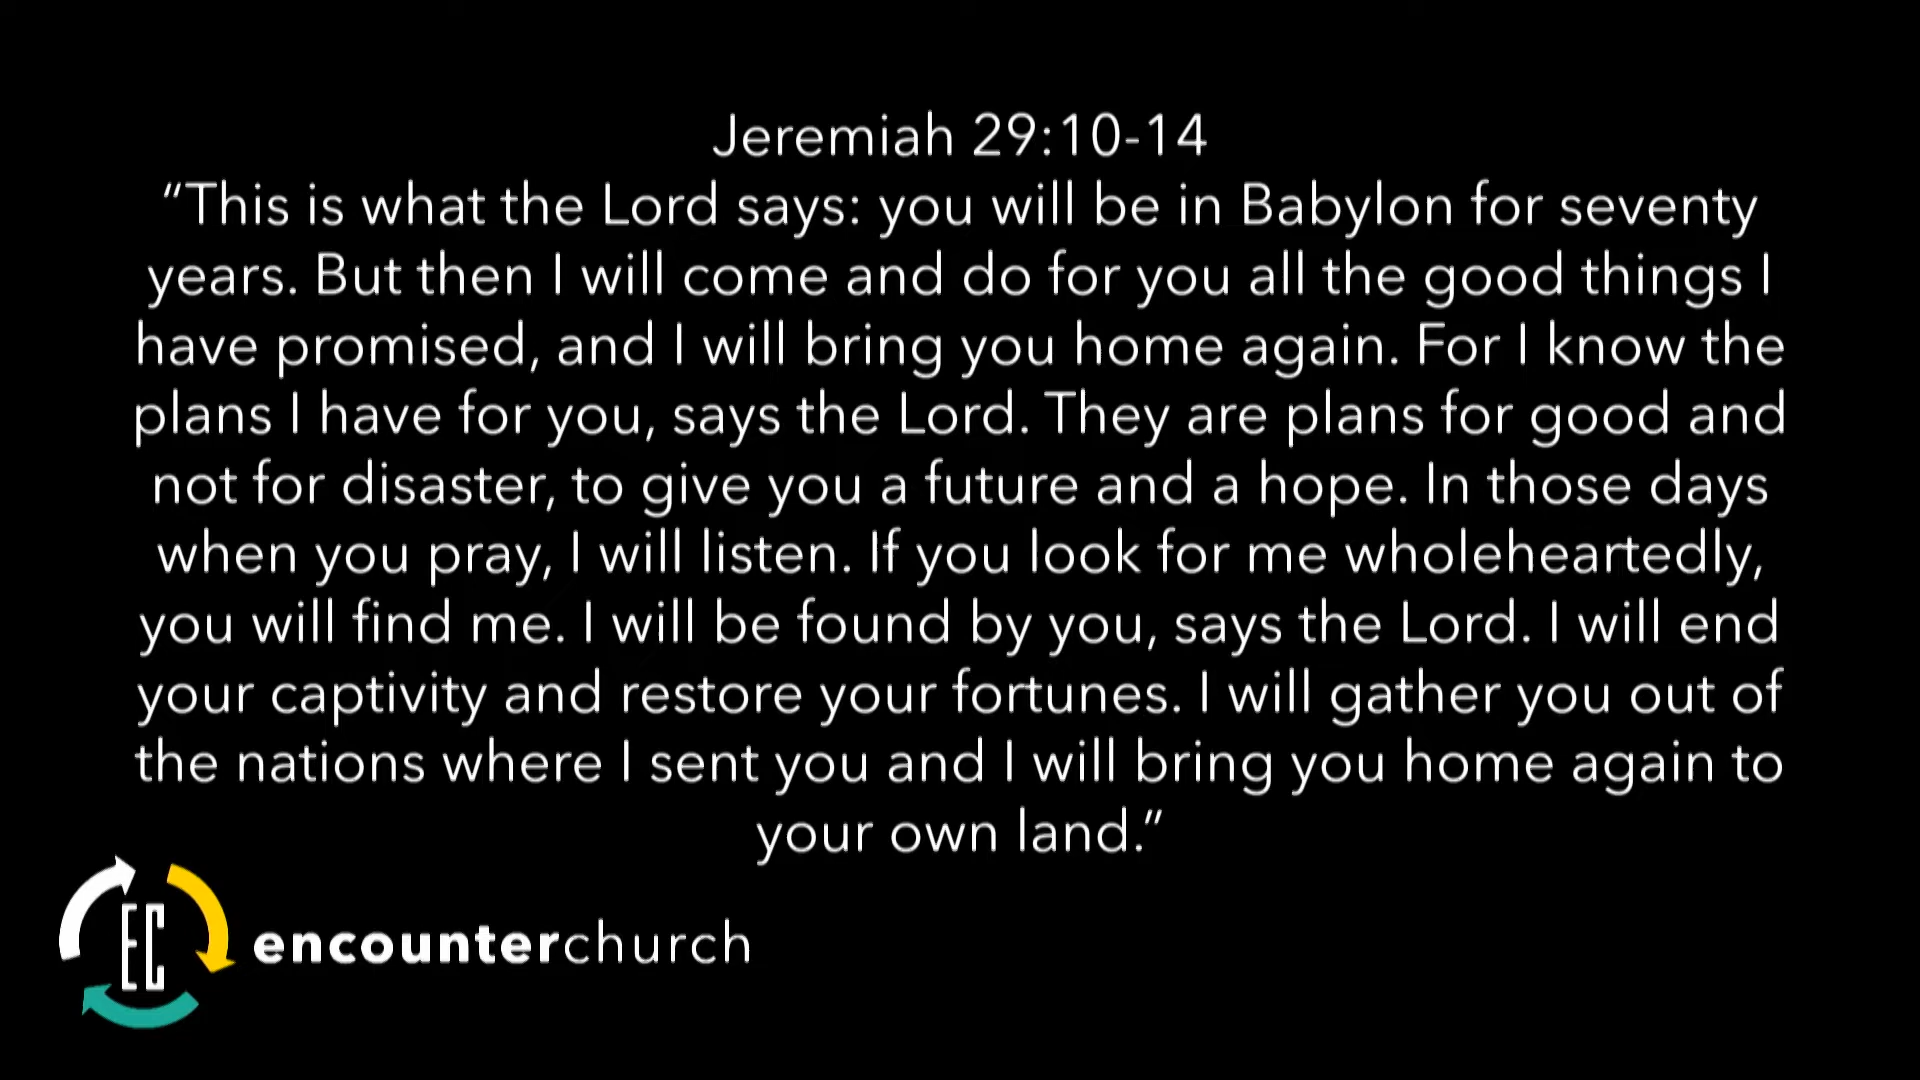 Jeremiah 29:10-14
“This is what the Lord says: you will be in Babylon for seventy
years. But then I will come and do for you all the good things I
have promised, and I will bring you home again. For I know the
plans I have for you, says the Lord. They are plans for good and
not for disaster, to give you a future and a hope. In those days
when you pray, I will listen. If you look for me wholeheartedly,
you will find me. I will be found by you, says the Lord. I will end
your captivity and restore your fortunes. I will gather you out of
the nations where I sent you and I will bring you home again to
your own land.”
EC
encounterchurch